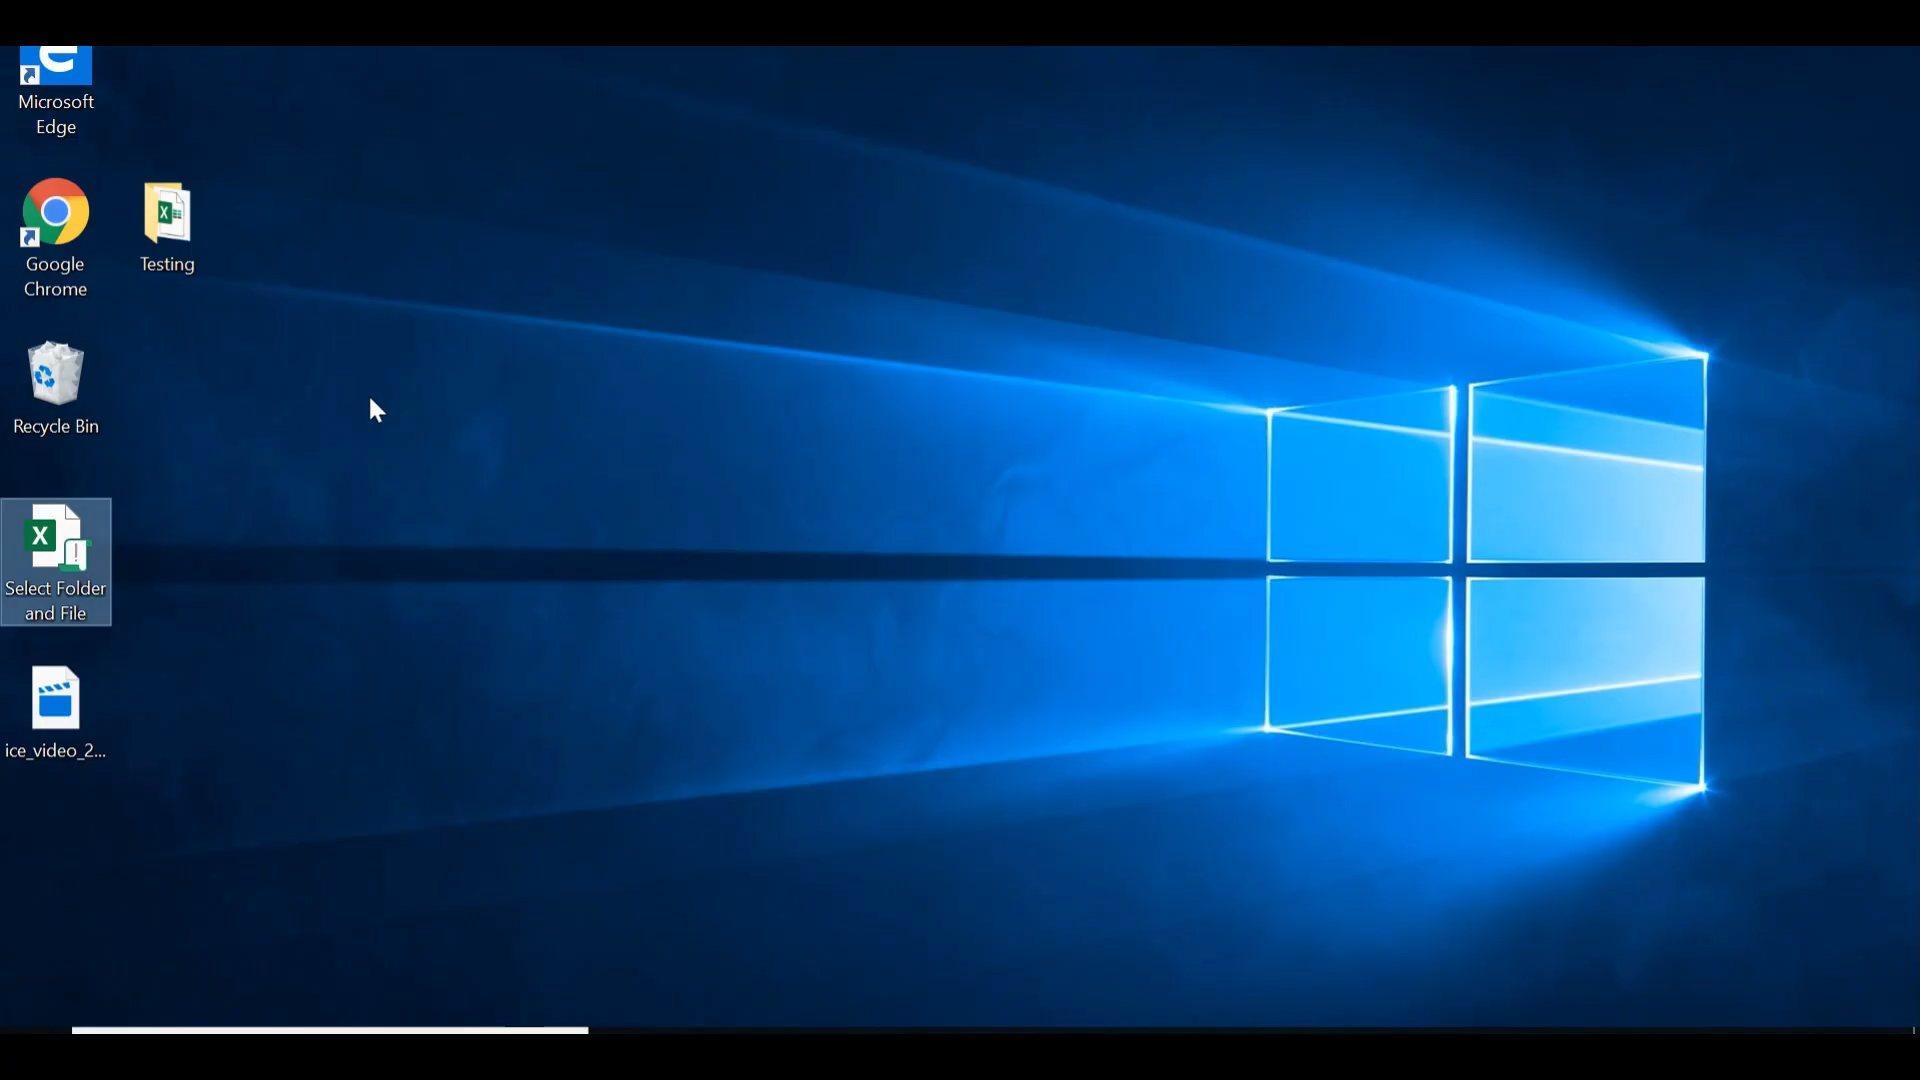 Microsoft
Edge
Google
Chrome
Testing
Recycle Bin
Select Folder
and File
ice_video_2...